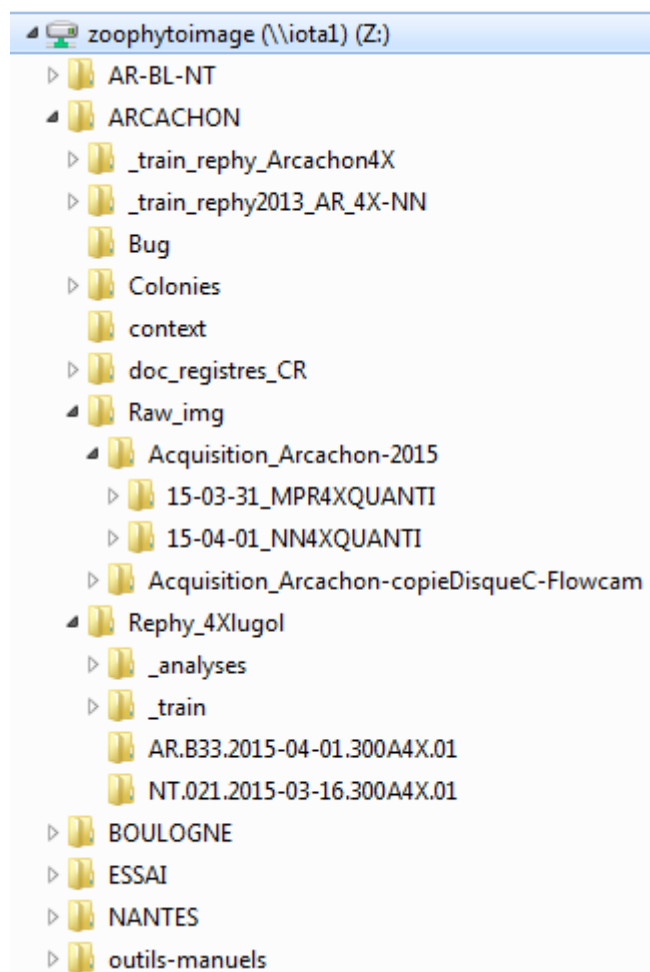 zoophytoimage (\\iota1) (Z:)
AR-BL-NT
ARCACHON
_train_rephy_Arcachon4X
_train_rephy2013_AR_4X-NN
Bug
Colonies
context
doc_registres_CR
Raw_img
Acquisition_Arcachon-2015
15-03-31_MPR4XQUANTI
15-04-01_NN4XQUANTI
Acquisition_Arcachon-copieDisqueC-Flowcam
Rephy_4Xlugol
_analyses
_train
AR.B33.2015-04-01.300A4X.01
NT.021.2015-03-16.300A4X.01
BOULOGNE
ESSAI
NANTES
outils-manuels